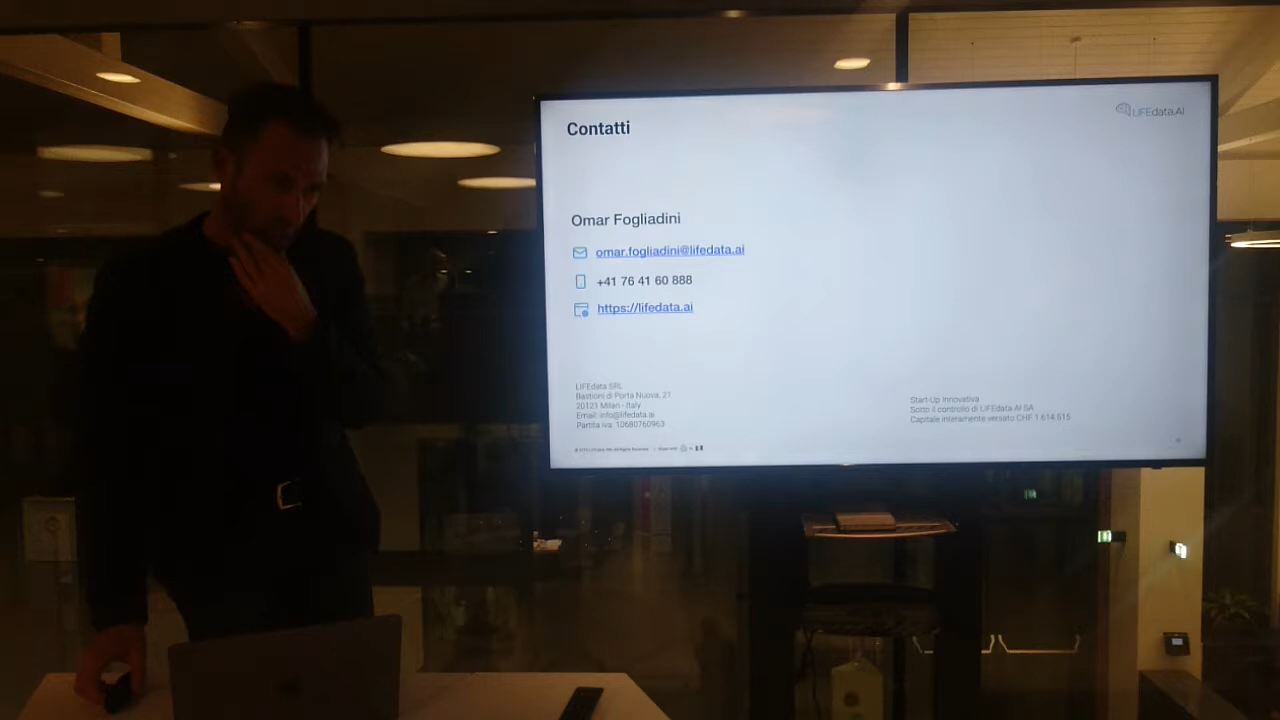 Contatti
LIFEdata.AI
Omar Fogliadini
omar.fogliadini@lifedata.ai
+41 76 41 60 888
https://lifedata.ai
LIFEdata SRL
Bastioni di Porta Nuova, 21
20121 Milan - Italy
Email: info@lifedata.ai
Partita iva: 10680760963
Start-Up Innovativa
Sotto il controllo di LIFEdata AI SA
Capitale interamente versato CHF 1.614.515